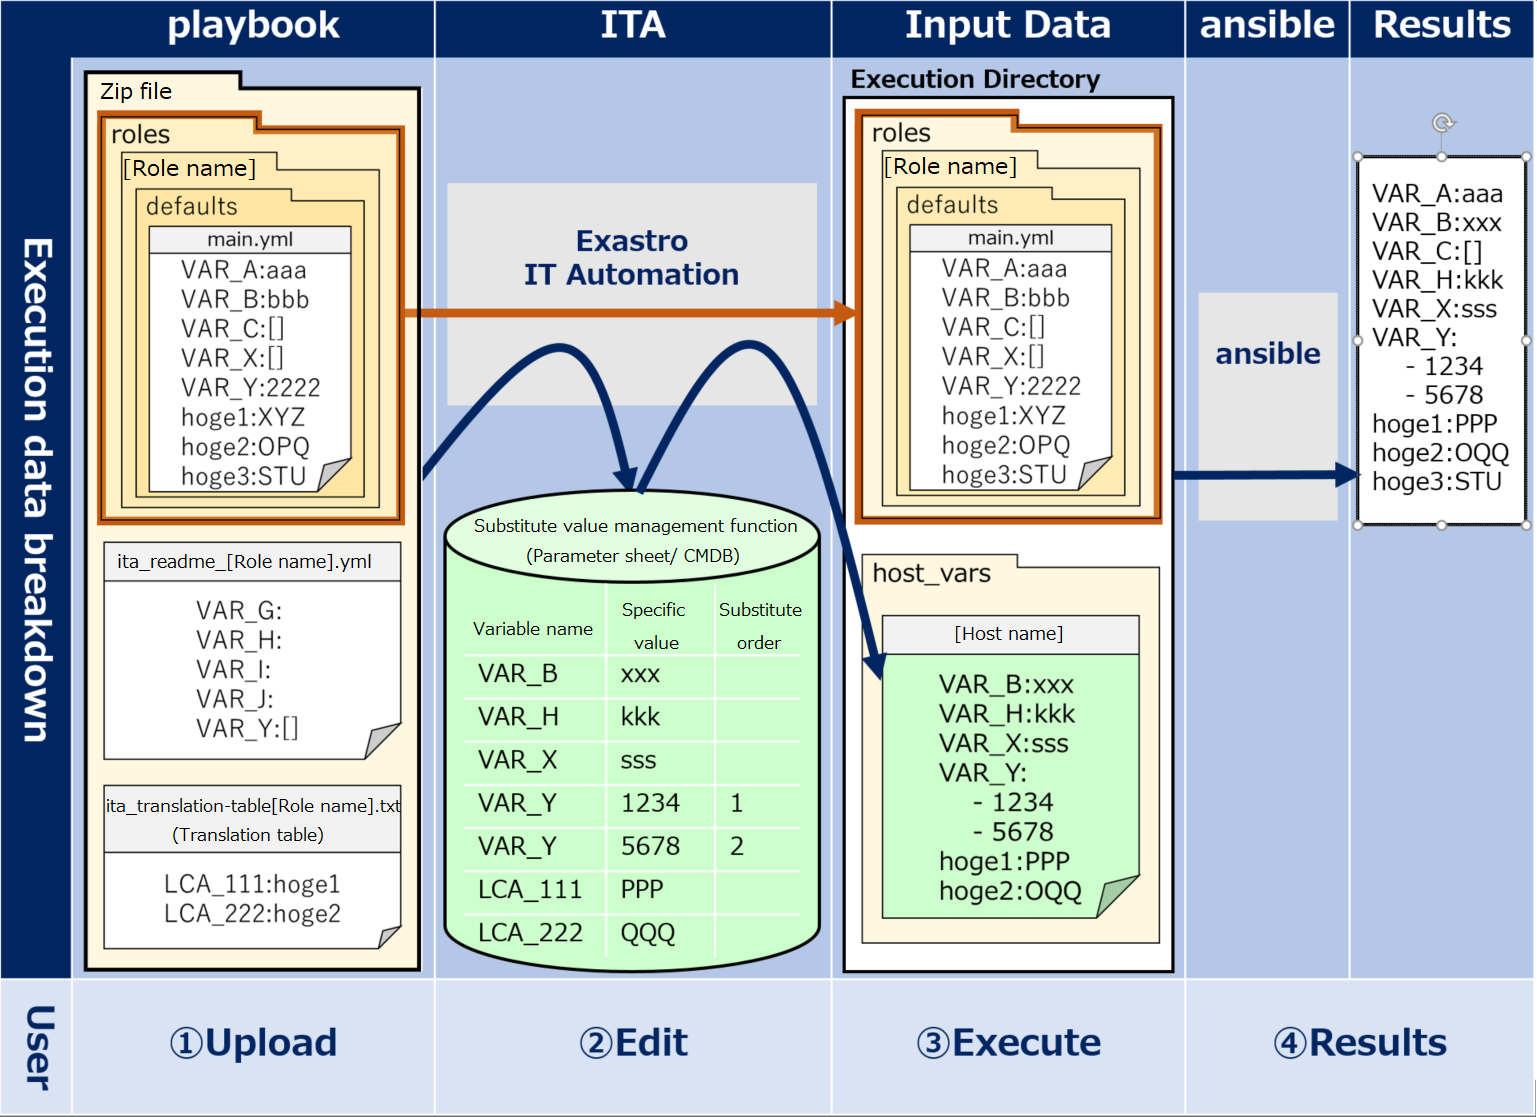 playbook
ITA
Input Data
ansible
Results
Execution data breakdown
Zip file
roles
[Role name]
defaults
main.yml
VAR_A:aaa
VAR_B:bbb
VAR_C:[]
VAR_X:[]
VAR_Y:2222
hoge1:XYZ
hoge2:OPQ
hoge3:STU
ita_readme_[Role name].yml
VAR_G:
VAR_H:
VAR_I:
VAR_J:
VAR_Y:[]
ita_translation-table[Role name].txt
(Translation table)
LCA_111:hoge1
LCA_222:hoge2
Exastro
IT Automation
Substitute value management function
(Parameter sheet/ CMDB)
Variable name Specific value Substitute order
VAR_B xxx
VAR_H kkk
VAR_X sss
VAR_Y 1234 1
VAR_Y 5678 2
LCA_111 PPP
LCA_222 QQQ
Execution Directory
roles
[Role name]
defaults
main.yml
VAR_A:aaa
VAR_B:bbb
VAR_C:[]
VAR_X:[]
VAR_Y:2222
hoge1:XYZ
hoge2:OPQ
hoge3:STU
host_vars
[Host name]
VAR_B:xxx
VAR_H:kkk
VAR_X:sss
VAR_Y:
- 1234
- 5678
hoge1:PPP
hoge2:OQQ
ansible
VAR_A:aaa
VAR_B:xxx
VAR_C:[]
VAR_H:kkk
VAR_X:sss
VAR_Y:
- 1234
- 5678
hoge1:PPP
hoge2:OQQ
hoge3:STU
User
①Upload
②Edit
③Execute
④Results